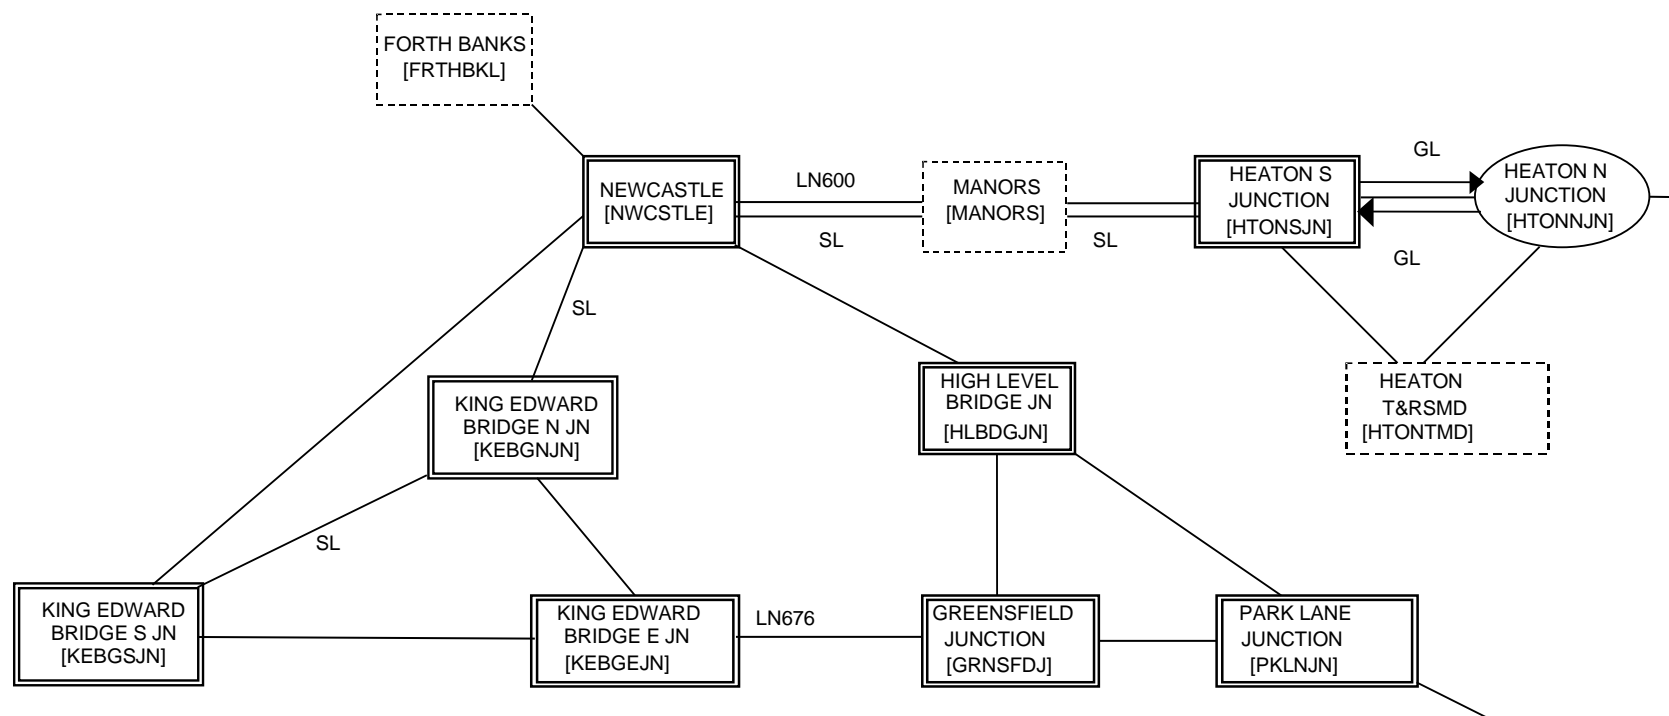 FORTH BANKS
[FRTHBKL]
NEWCASTLE
[NWCSTLE]
LN600
SL
MANORS
[MANORS]
SL
HEATON S
JUNCTION
[HTONSJN]
GL
GL
HEATON N
JUNCTION
[HTONNJN]
SL
KING EDWARD
BRIDGE N JN
[KEBGNJN]
HIGH LEVEL
BRIDGE JN
[HLBDGJN]
HEATON
T&RSMD
[HTONTMD]
SL
KING EDWARD
BRIDGE S JN
[KEBGSJN]
KING EDWARD
BRIDGE E JN
[KEBGEJN]
LN676
GREENSFIELD
JUNCTION
[GRNSFDJ]
PARK LANE
JUNCTION
[PKLNJN]